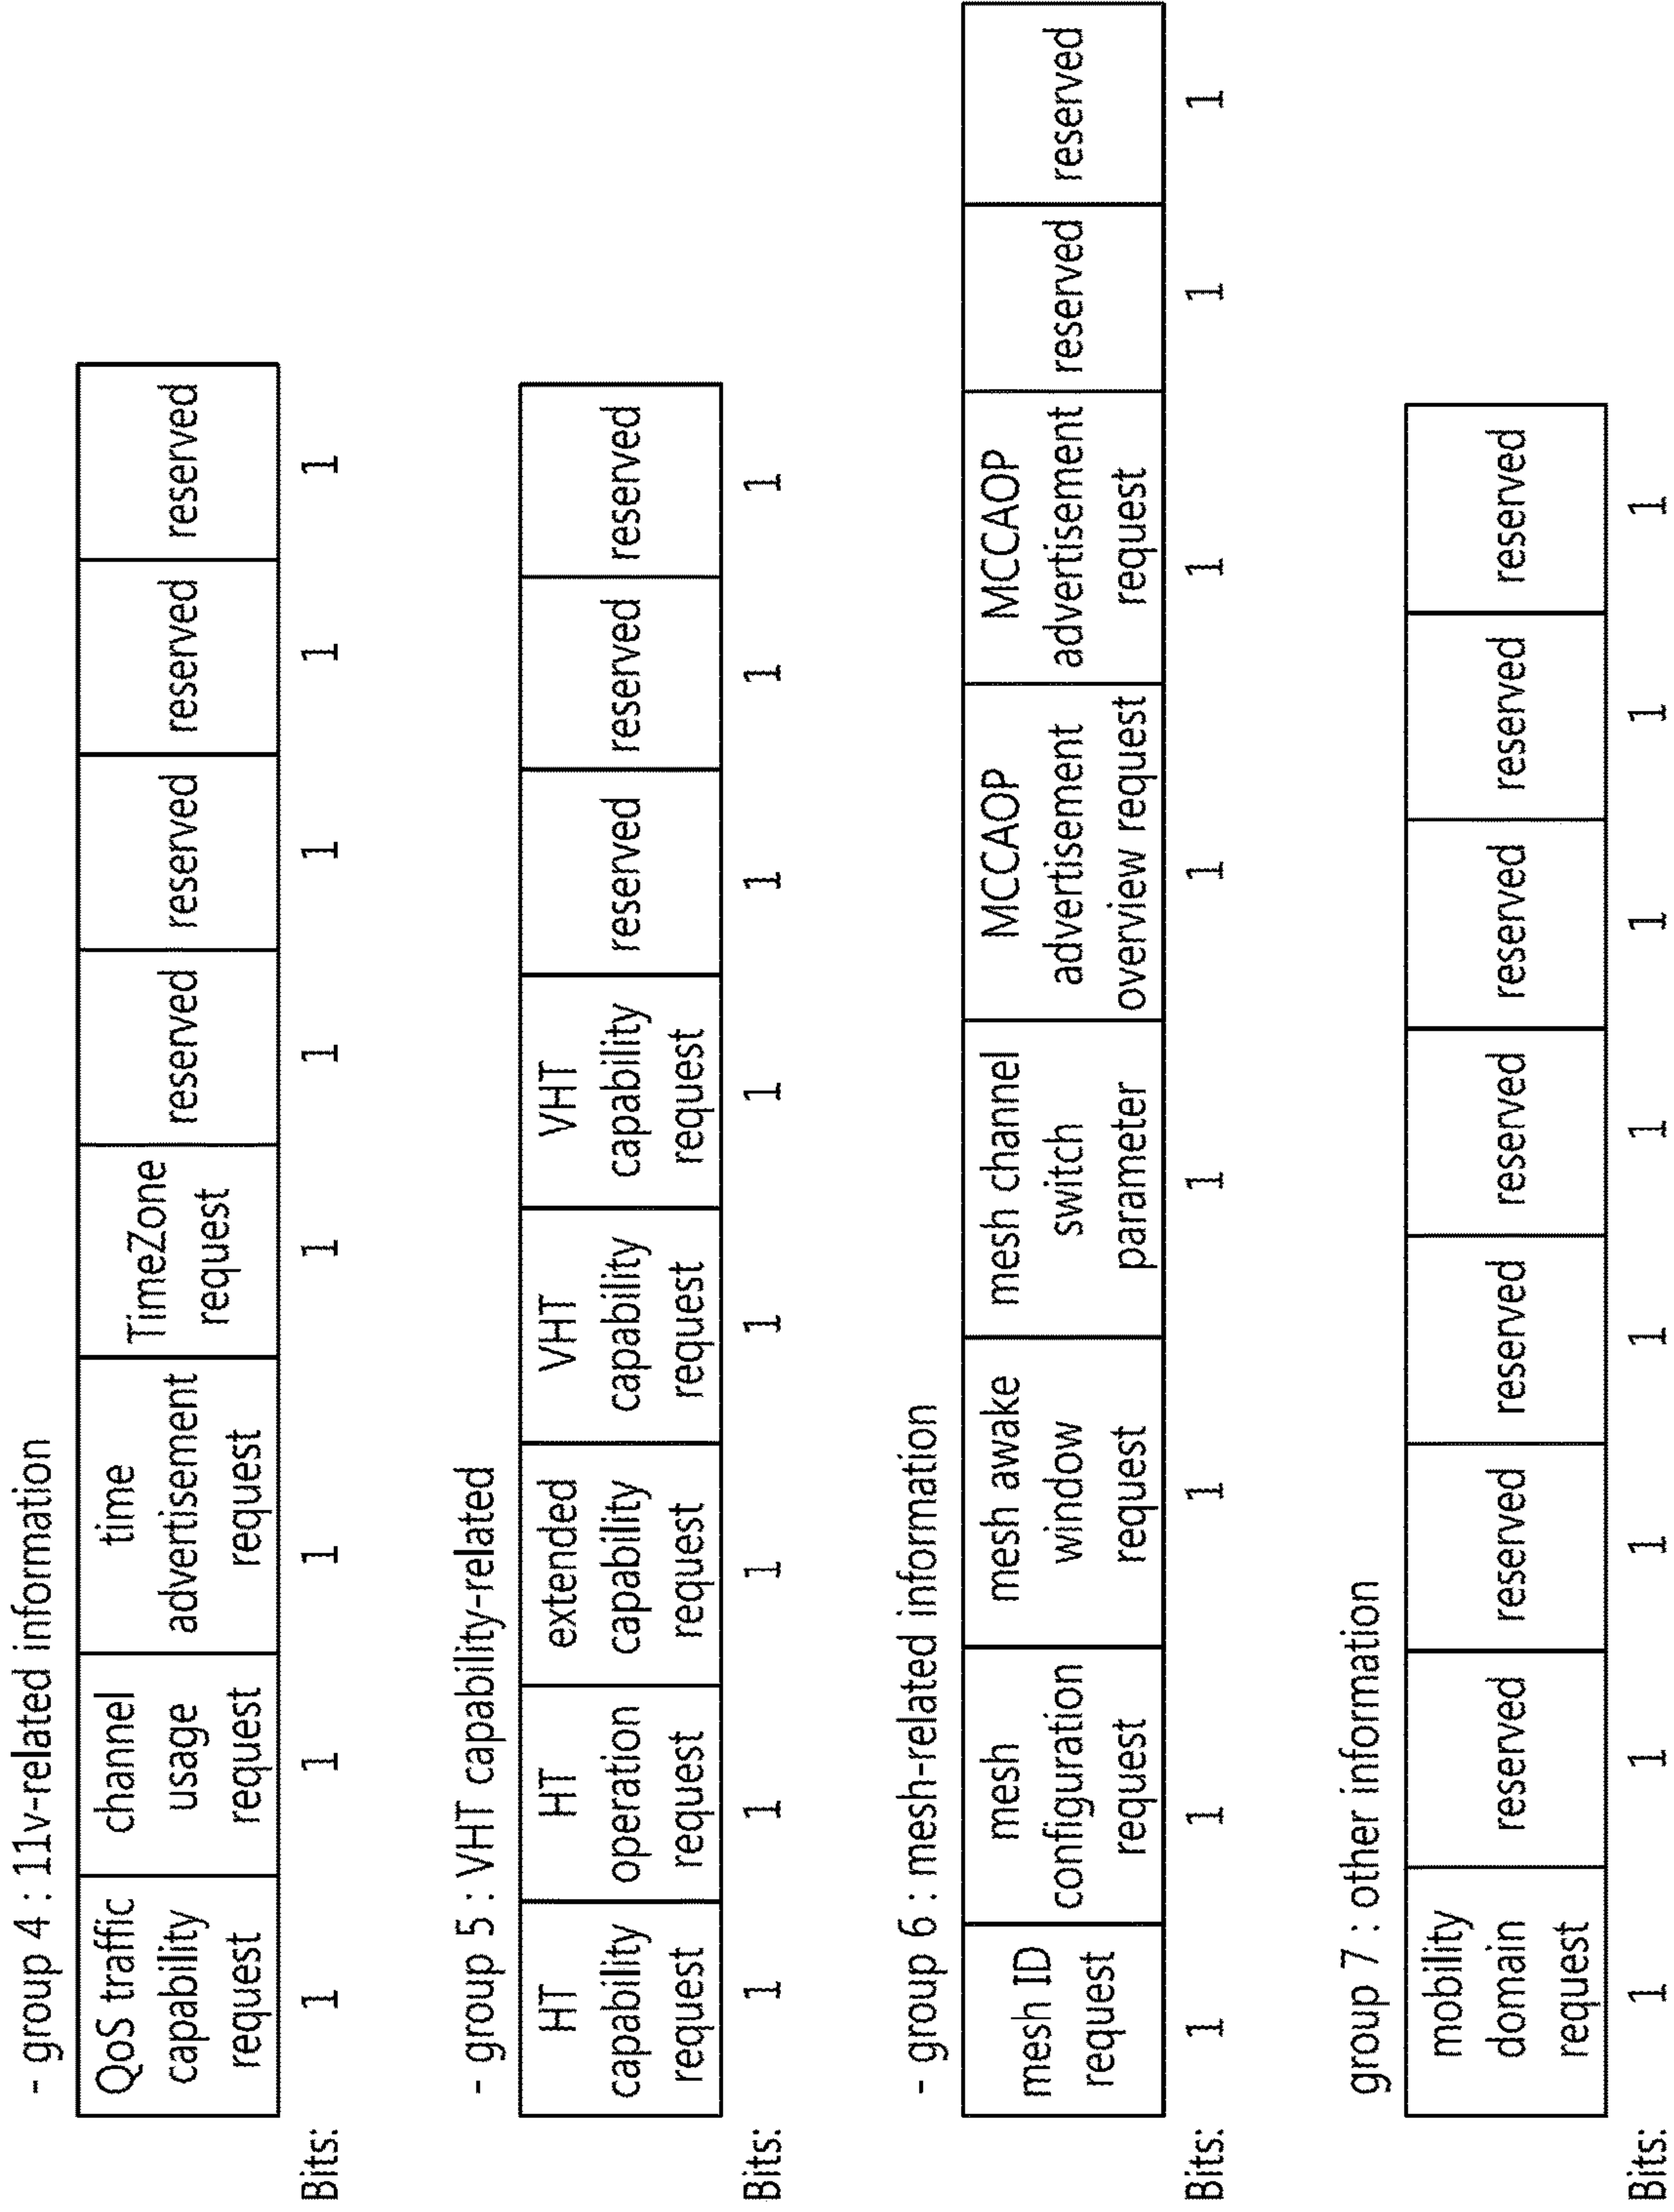 - group 4 : 11v-related information
QoS traffic
capability
request
channel
usage
request
time
advertisement
request
TimeZone
request
reserved
reserved
reserved
reserved
Bits:
1
1
1
1
1
1
1
1
- group 5 : VHT capability-related
HT
capability
request
HT
operation
request
extended
capability
request
VHT
capability
request
VHT
capability
request
reserved
reserved
reserved
Bits:
1
1
1
1
1
1
1
1
- group 6 : mesh-related information
mesh ID
request
mesh
configuration
request
mesh awake
window
request
mesh channel
switch
parameter
MCCAOP
advertisement
overview request
MCCAOP
advertisement
request
reserved
reserved
Bits:
1
1
1
1
1
1
1
1
group 7 : other information
mobility
domain
request
reserved
reserved
reserved
reserved
reserved
reserved
reserved
Bits:
1
1
1
1
1
1
1
1